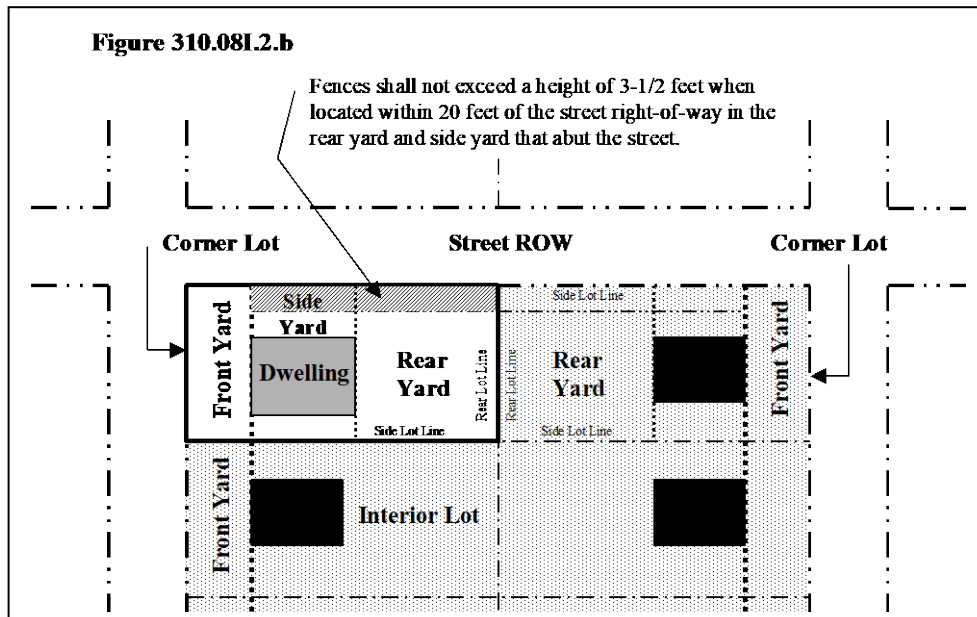 Figure 310.08I.2.b
Fences shall not exceed a height of 3-1/2 feet when
located within 20 feet of the street right-of-way in the
rear yard and side yard that abut the street.
Corner Lot
Street ROW
Corner Lot
Front Yard
Side
Yard
Dwelling
Rear
Yard
Rear Lot Line
Side Lot Line
Side Lot Line
Rear Lot Line
Rear
Yard
Side Lot Line
Front Yard
Front Yard
Interior Lot